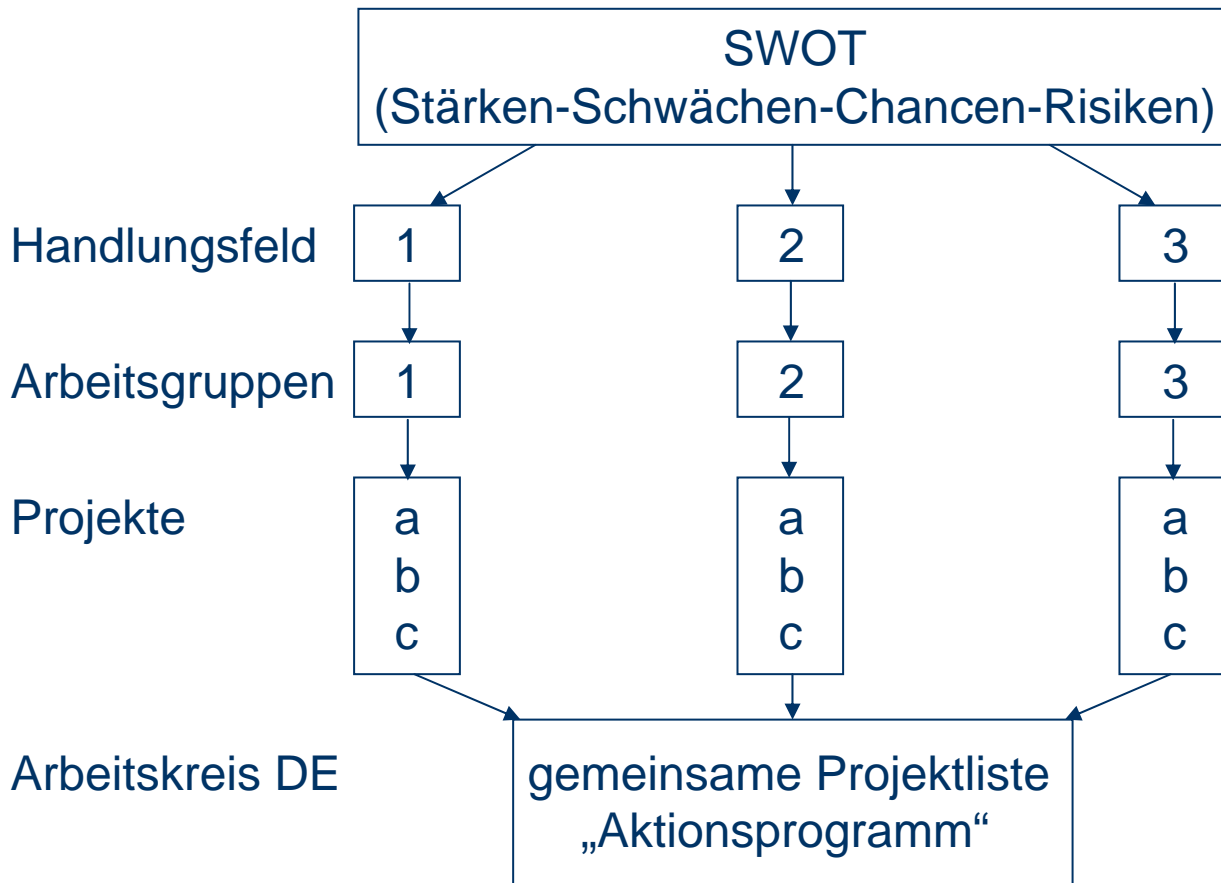 SWOT
(Stärken-Schwächen-Chancen-Risiken)
Handlungsfeld 1 2 3
Arbeitsgruppen 1 2 3
Projekte a a a
b b b
c c c
Arbeitskreis DE gemeinsame Projektliste
„Aktionsprogramm“